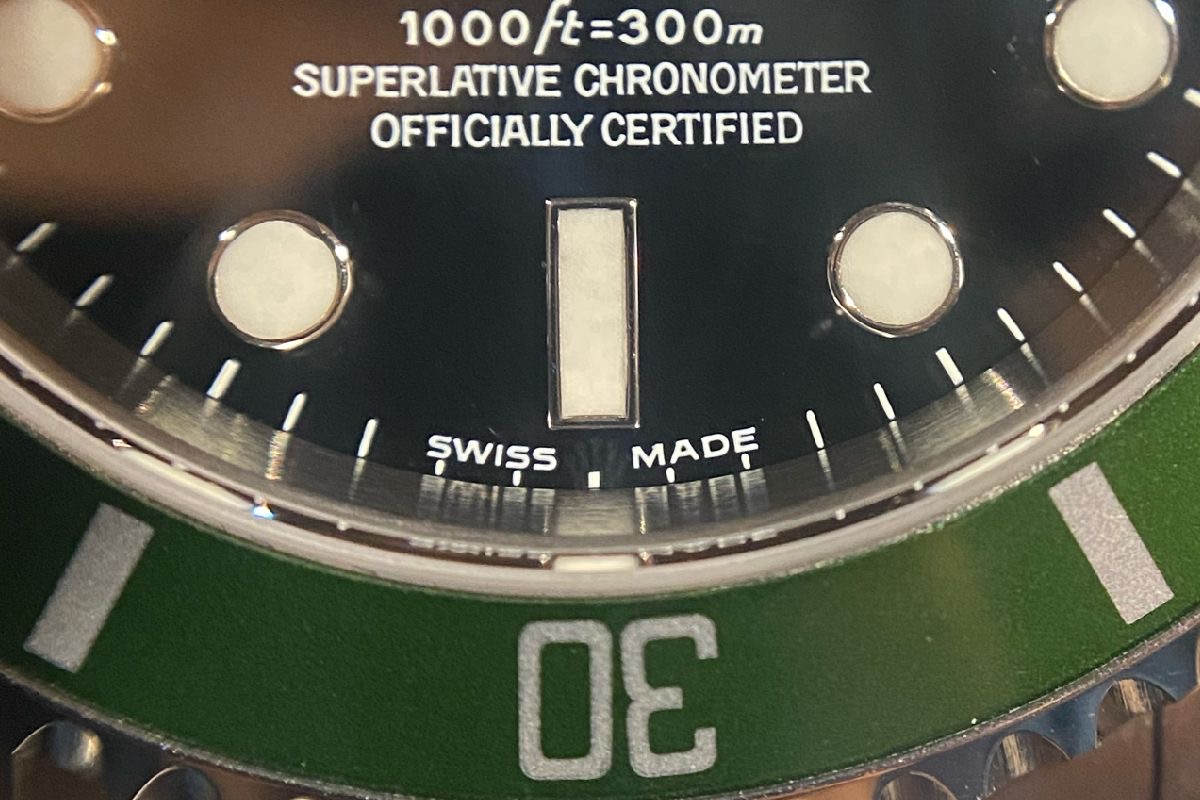 1000ft=300m
SUPERLATIVE CHRONOMETER
OFFICIALLY CERTIFIED
SWISS MADE
30